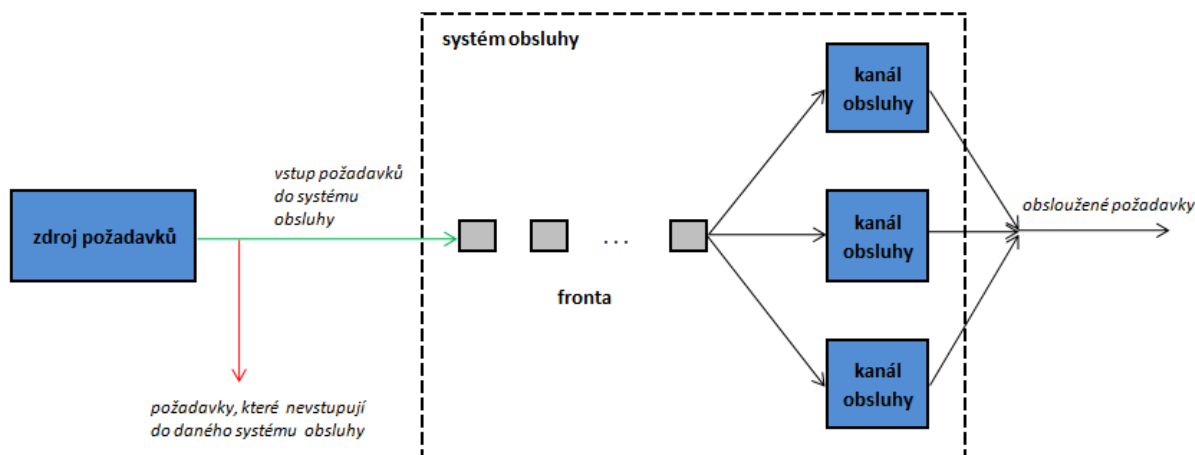 systém obsluhy
kanál
obsluhy
vstup požadavků
do systému
obsluhy
zdroj požadavků
. . .
kanál
obsluhy
obsloužené požadavky
fronta
kanál
obsluhy
požadavky, které nevstupují
do daného systému obsluhy